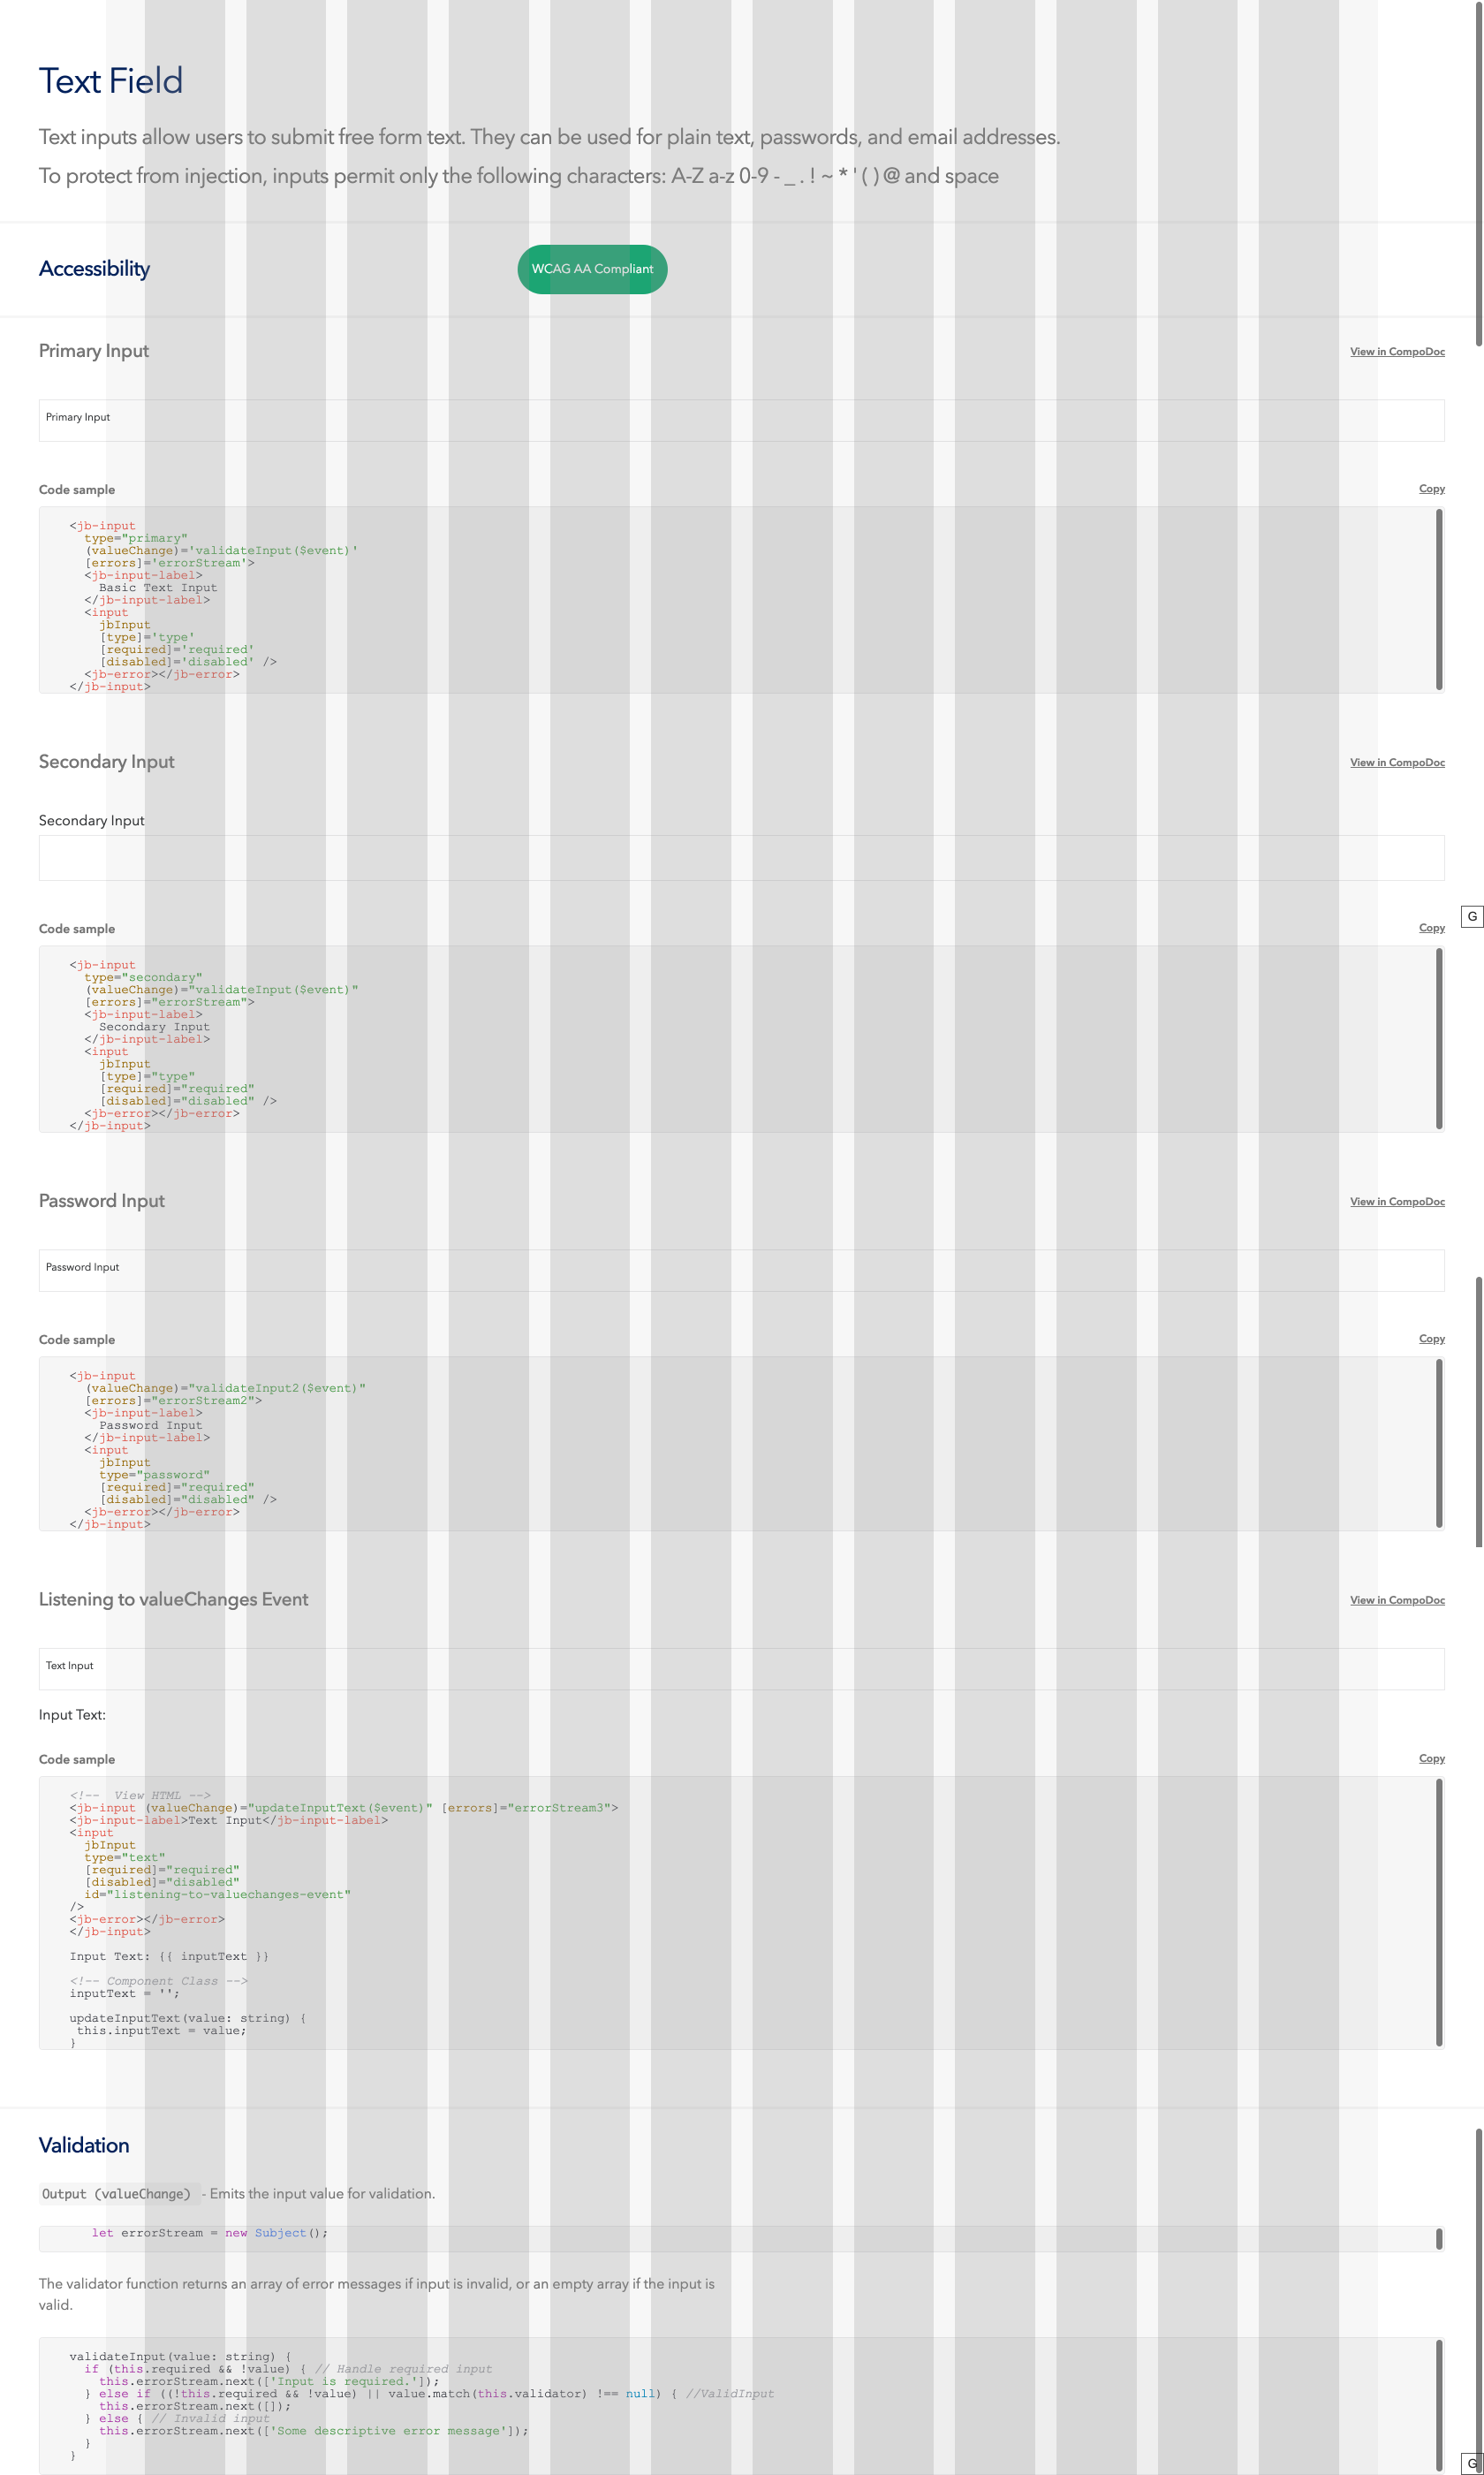 Text Field
Text inputs allow users to submit free form text. They can be used for plain text, passwords, and email addresses.
To protect from injection, inputs permit only the following characters: A-Z a-z 0-9 - _ . ! ~ * ' ( ) @ and space
Accessibility
WCAG AA Compliant
Primary Input
View in CompoDoc
Primary Input
Code sample
Copy
<jb-input
type="primary"
(valueChange)='validateInput($event)'
[errors]='errorStream'>
<jb-input-label>
Basic Text Input
</jb-input-label>
<input
jbInput
[type]='type'
[required]='required'
[disabled]='disabled' />
<jb-error></jb-error>
</jb-input>
Secondary Input
View in CompoDoc
Secondary Input
Code sample
Copy
G
<jb-input
type="secondary"
(valueChange)="validateInput($event)"
[errors]="errorStream">
<jb-input-label>
Secondary Input
</jb-input-label>
<input
jbInput
[type]="type"
[required]="required"
[disabled]="disabled" />
<jb-error></jb-error>
</jb-input>
Password Input
View in CompoDoc
Password Input
Code sample
Copy
<jb-input
(valueChange)="validateInput2($event)"
[errors]="errorStream2">
<jb-input-label>
Password Input
</jb-input-label>
<input
jbInput
type="password"
[required]="required"
[disabled]="disabled" />
<jb-error></jb-error>
</jb-input>
Listening to valueChanges Event
View in CompoDoc
Text Input
Input Text:
Code sample
Copy
<!--  View HTML -->
<jb-input (valueChange)="updateInputText($event)" [errors]="errorStream3">
<jb-input-label>Text Input</jb-input-label>
<input
jbInput
type="text"
[required]="required"
[disabled]="disabled"
id="listening-to-valuechanges-event"
/>
<jb-error></jb-error>
</jb-input>
Input Text: {{ inputText }}
<!-- Component Class -->
inputText = '';
updateInputText(value: string) {
this.inputText = value;
}
Validation
Output (valueChange) - Emits the input value for validation.
let errorStream = new Subject();
The validator function returns an array of error messages if input is invalid, or an empty array if the input is
valid.
validateInput(value: string) {
if (this.required && !value) { // Handle required input
this.errorStream.next(['Input is required.']);
} else if ((!this.required && !value) || value.match(this.validator) !== null) { //ValidInput
this.errorStream.next([]);
} else { // Invalid input
this.errorStream.next(['Some descriptive error message']);
}
}
G